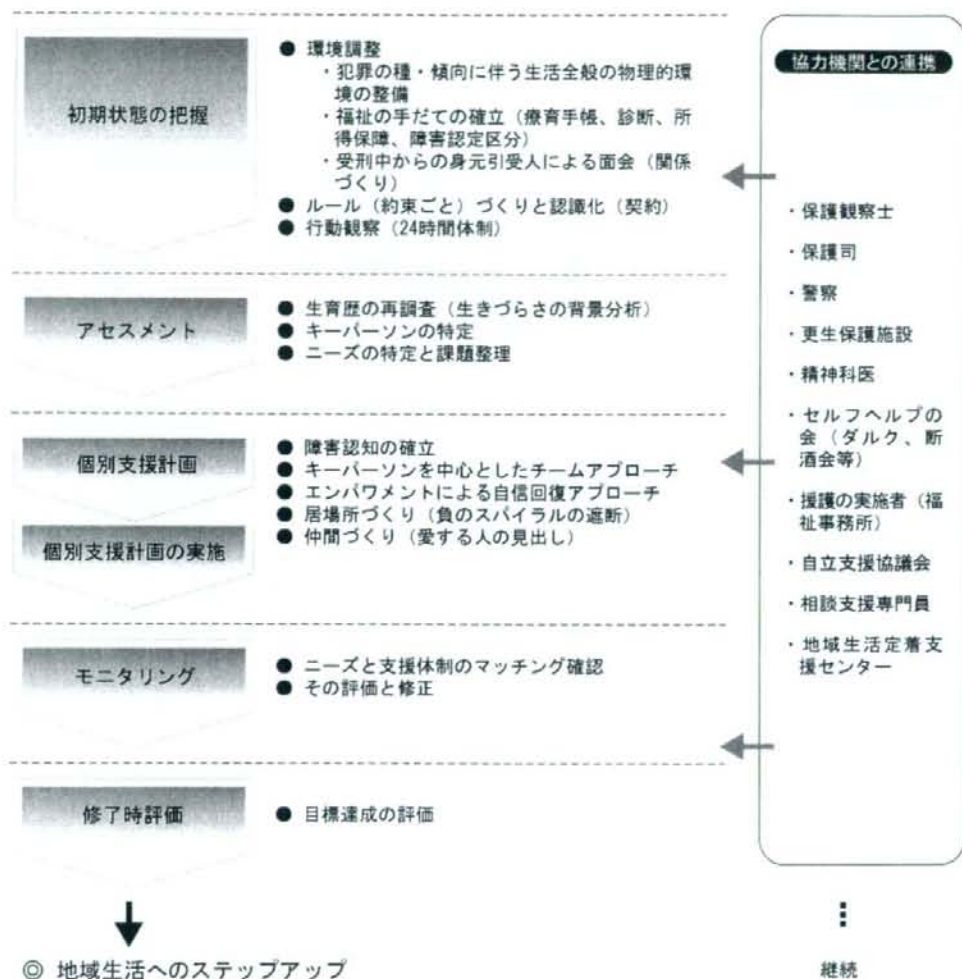 初期状態の把握
● 環境調整
・犯罪の種・傾向に伴う生活全般の物理的環
境の整備
・福祉の手だての確立（療育手帳、診断、所
得保障、障害認定区分）
・受刑中からの身元引受人による面会（関係
づくり）
● ルール（約束ごと）づくりと認識化（契約）
● 行動観察（24時間体制）
アセスメント
● 生育歴の再調査（生きづらさの背景分析）
● キーパーソンの特定
● ニーズの特定と課題整理
個別支援計画
個別支援計画の実施
● 障害認知の確立
● キーパーソンを中心としたチームアプローチ
● エンパワメントによる自信回復アプローチ
● 居場所づくり（負のスパイラルの遮断）
● 仲間づくり（愛する人の見出し）
モニタリング
● ニーズと支援体制のマッチング確認
● その評価と修正
修了時評価
● 目標達成の評価
◎ 地域生活へのステップアップ
協力機関との連携
・保護観察士
・保護司
・警察
・更生保護施設
・精神科医
・セルフヘルプの
会（ダルク、断
酒会等）
・援護の実施者（福
祉事務所）
・自立支援協議会
・相談支援専門員
・地域生活定着支
援センター
継続